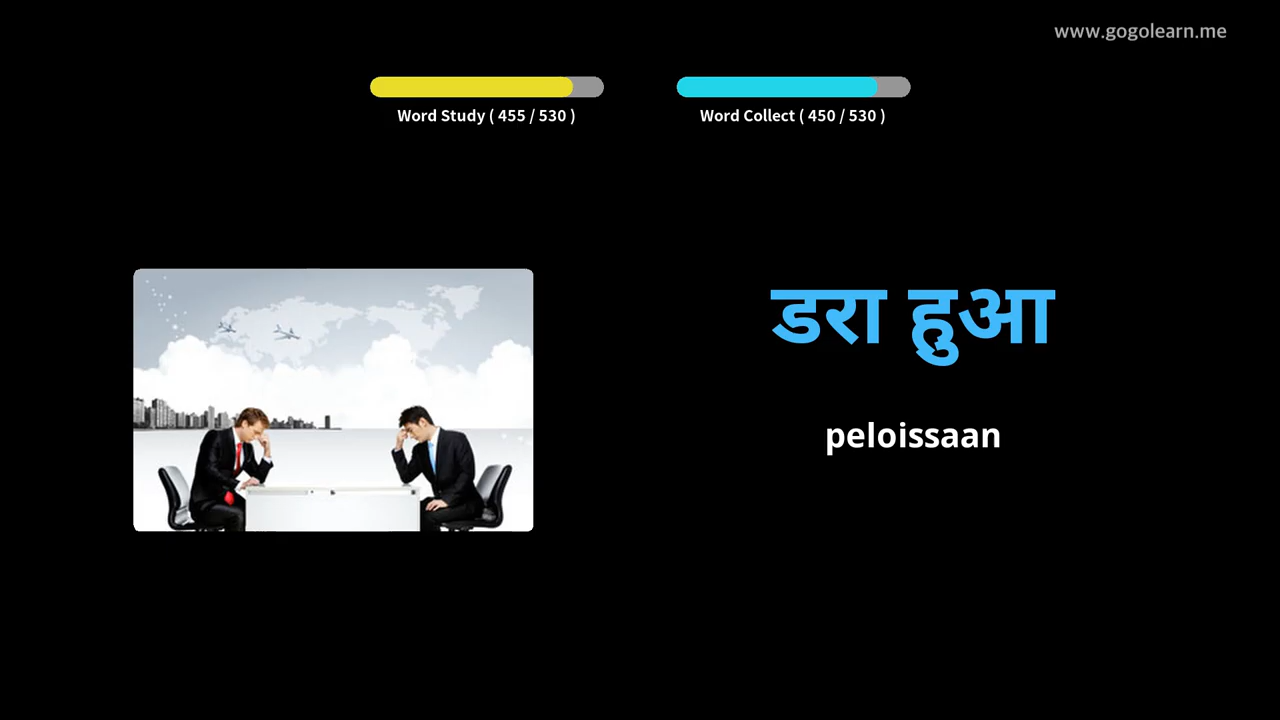 www.gogolearn.me
Word Study ( 455 / 530 )
Word Collect ( 450 / 530 )
डरा हुआ
peloissaan